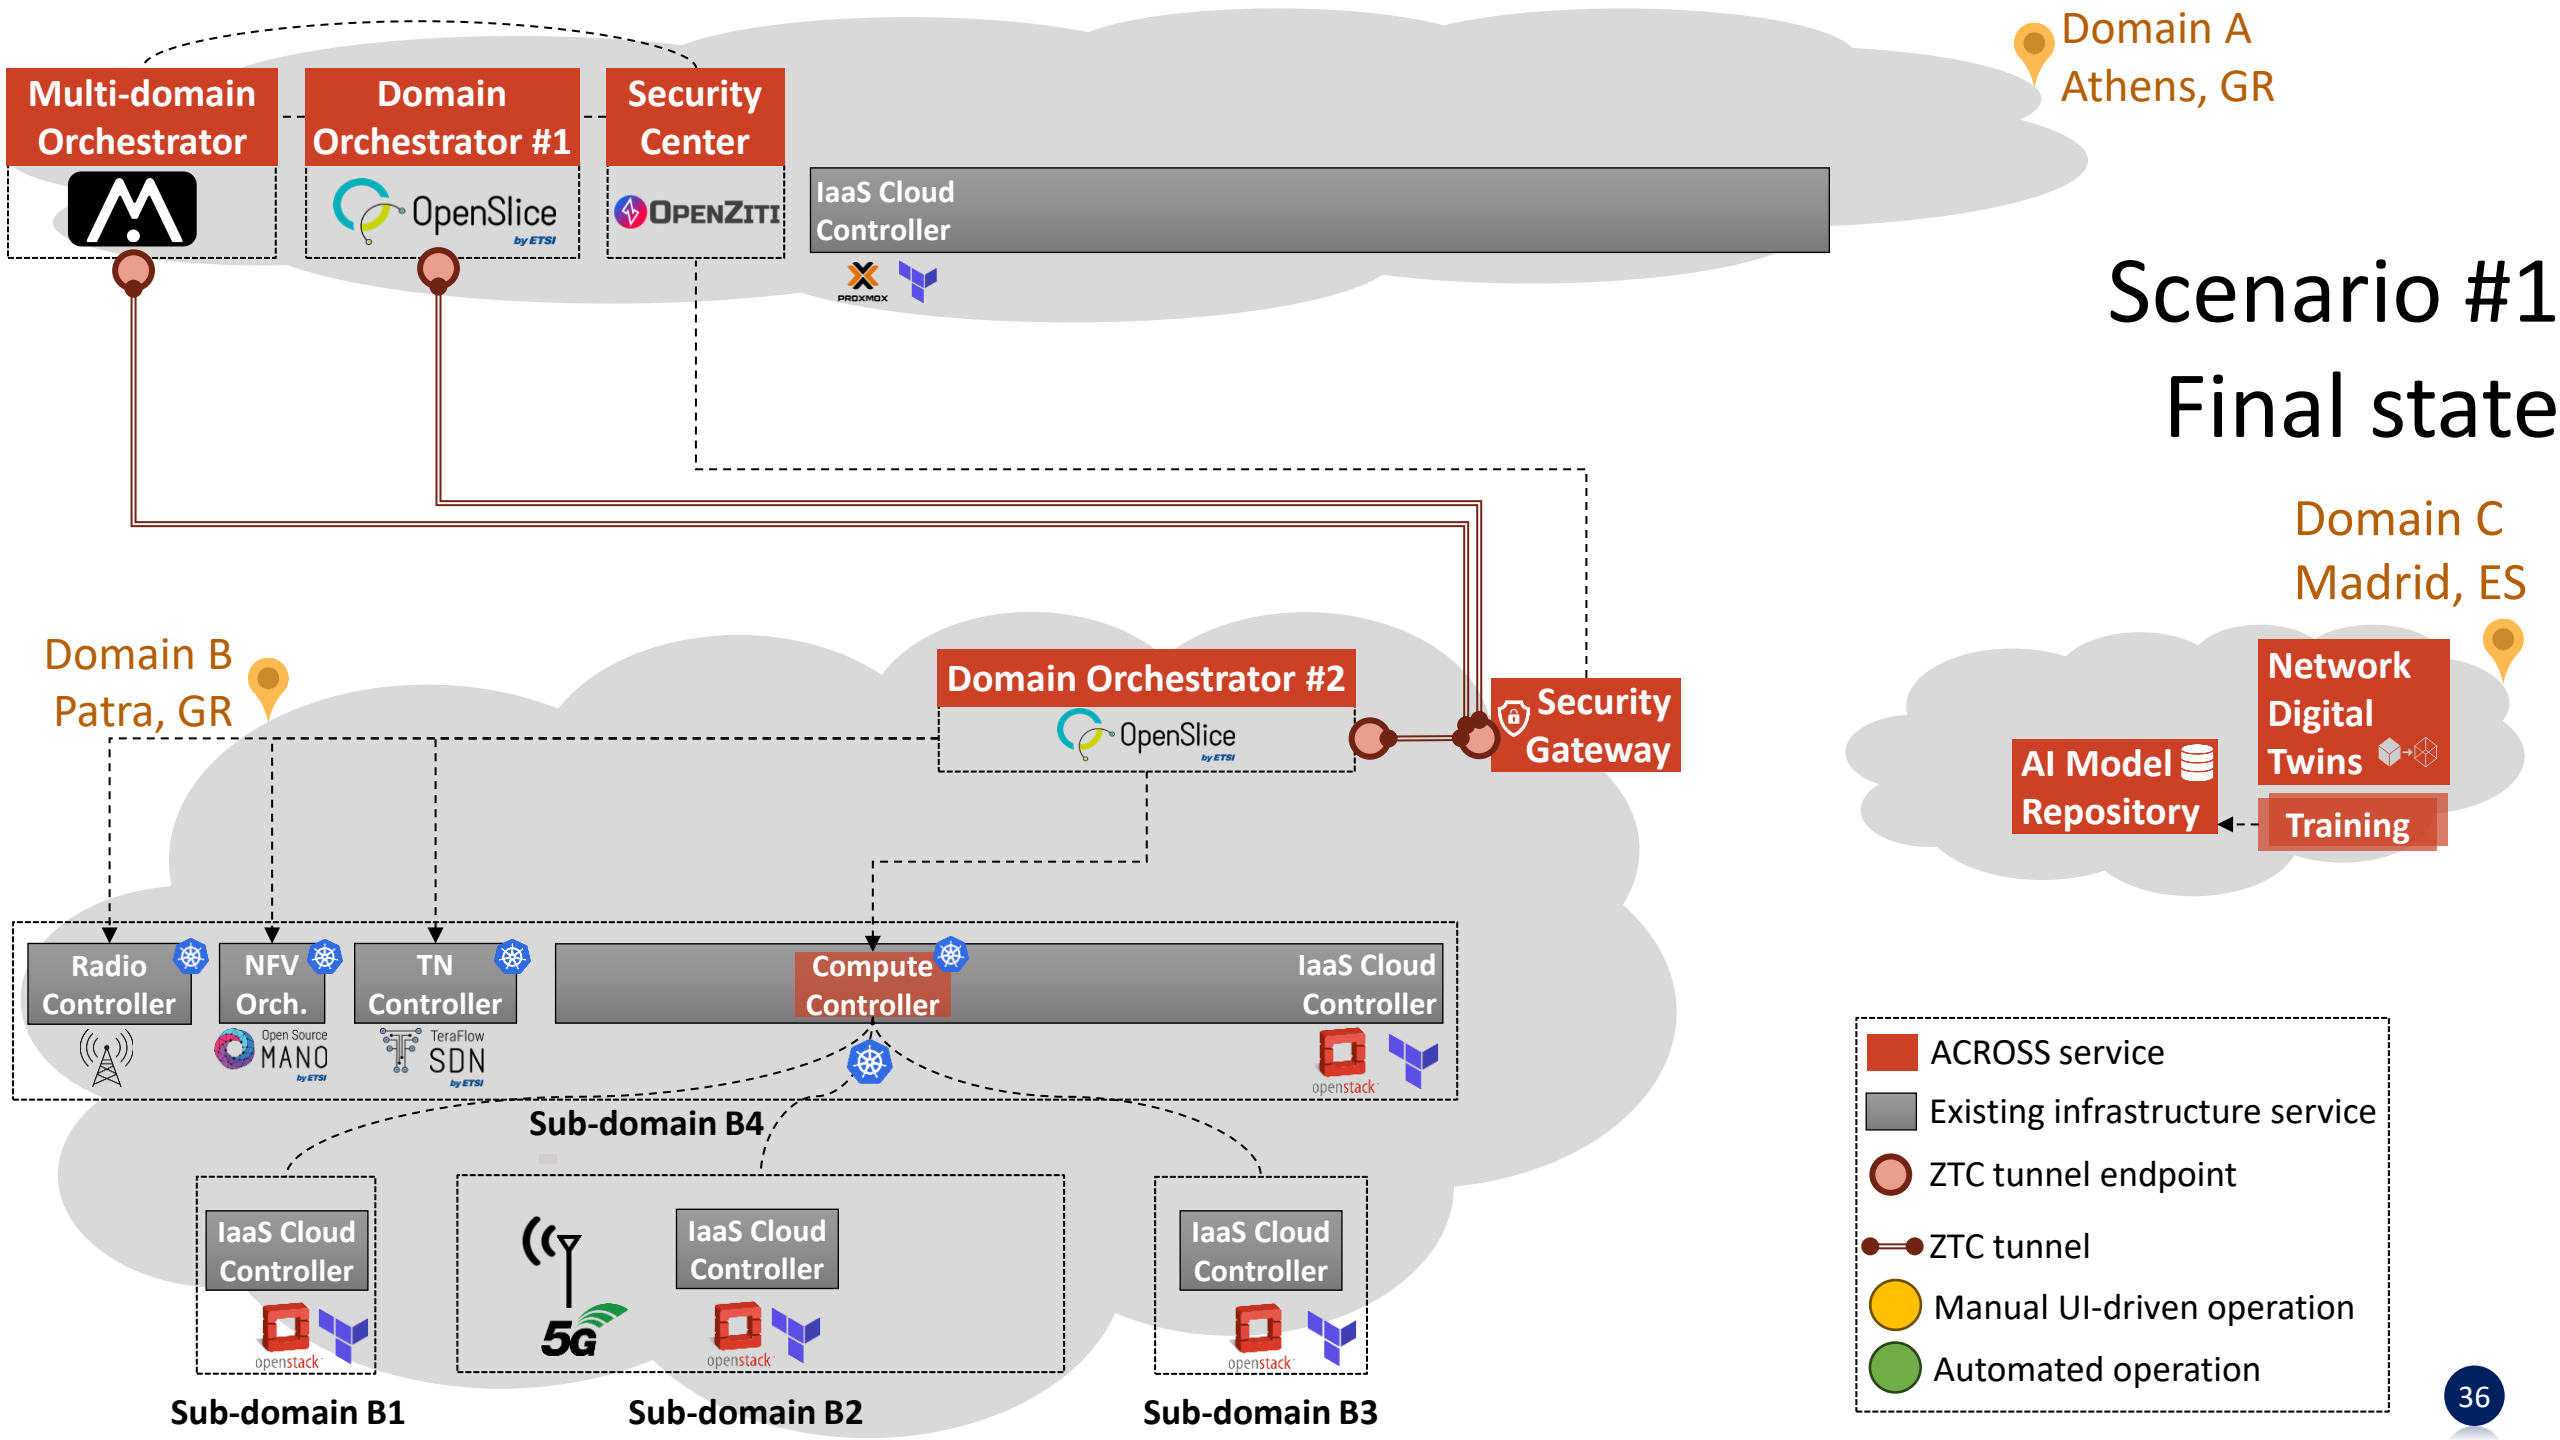 Domain A
Athens, GR
Multi-domain
Orchestrator
Domain
Orchestrator #1
Security
Center
OpenSlice
by ETSI
OPENZITI
IaaS Cloud
Controller
PROXMOX
Scenario #1
Final state
Domain C
Madrid, ES
Network
Digital
Twins
AI Model
Repository
Training
Domain B
Patra, GR
Domain Orchestrator #2
OpenSlice
by ETSI
Security
Gateway
Radio
Controller
NFV
Orch.
TN
Controller
Compute
Controller
IaaS Cloud
Controller
Open Source
MANO
by ETSI
TeraFlow
SDN
by ETSI
openstack
Sub-domain B4
IaaS Cloud
Controller
openstack
Sub-domain B1
5G
IaaS Cloud
Controller
openstack
Sub-domain B2
IaaS Cloud
Controller
openstack
Sub-domain B3
ACROSS service
Existing infrastructure service
ZTC tunnel endpoint
ZTC tunnel
Manual UI-driven operation
Automated operation
36